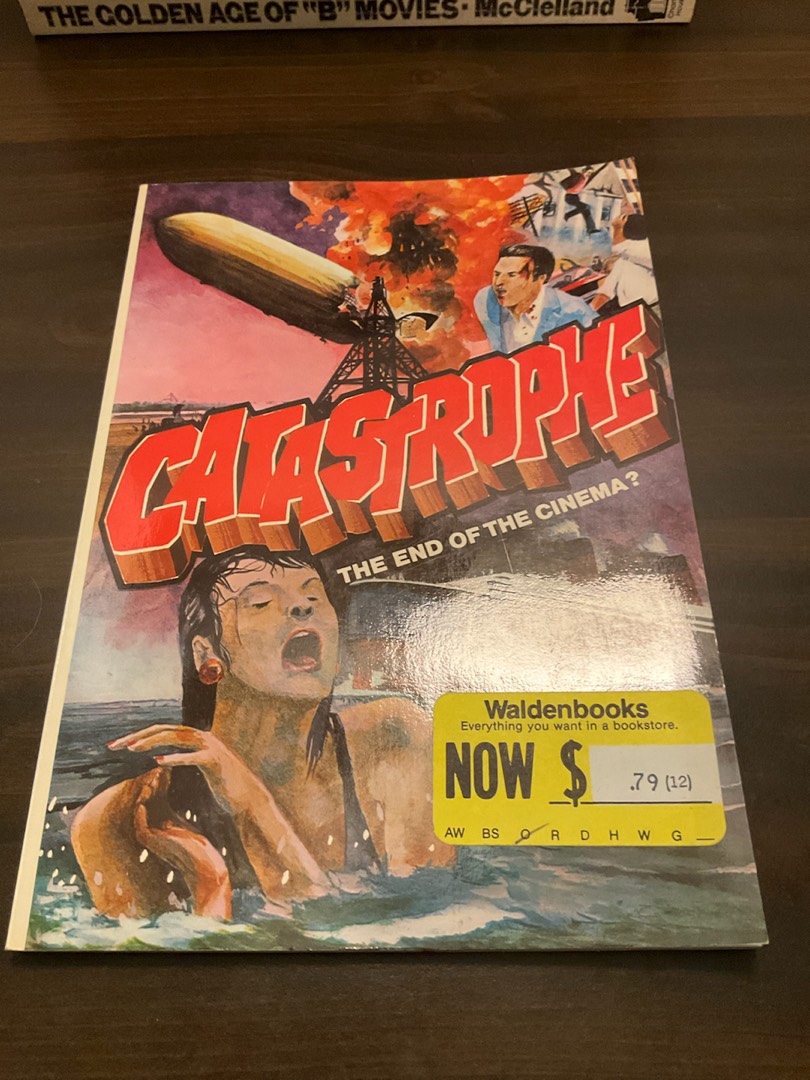 THE GOLDEN AGE OF "B" MOVIES · McClelland
CATASTROPHE
THE END OF THE CINEMA?
Waldenbooks
Everything you want in a bookstore.
NOW $ .79 (12)
AW BS O R D H W G